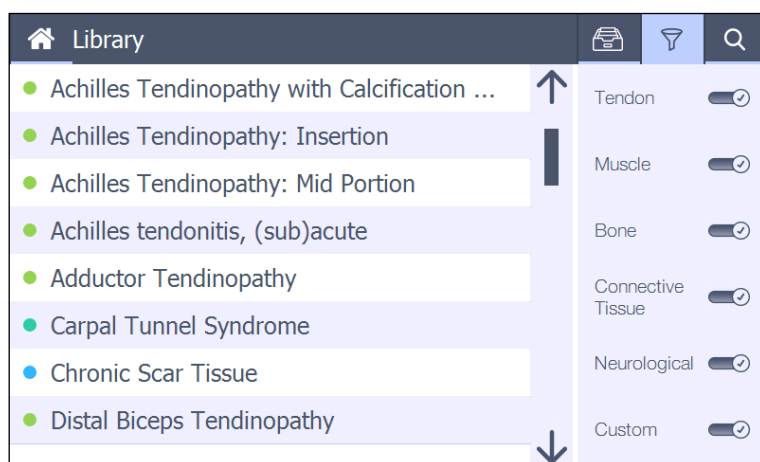 Library
Achilles Tendinopathy with Calcification ...
Achilles Tendinopathy: Insertion
Achilles Tendinopathy: Mid Portion
Achilles tendonitis, (sub)acute
Adductor Tendinopathy
Carpal Tunnel Syndrome
Chronic Scar Tissue
Distal Biceps Tendinopathy
Tendon
Muscle
Bone
Connective
Tissue
Neurological
Custom